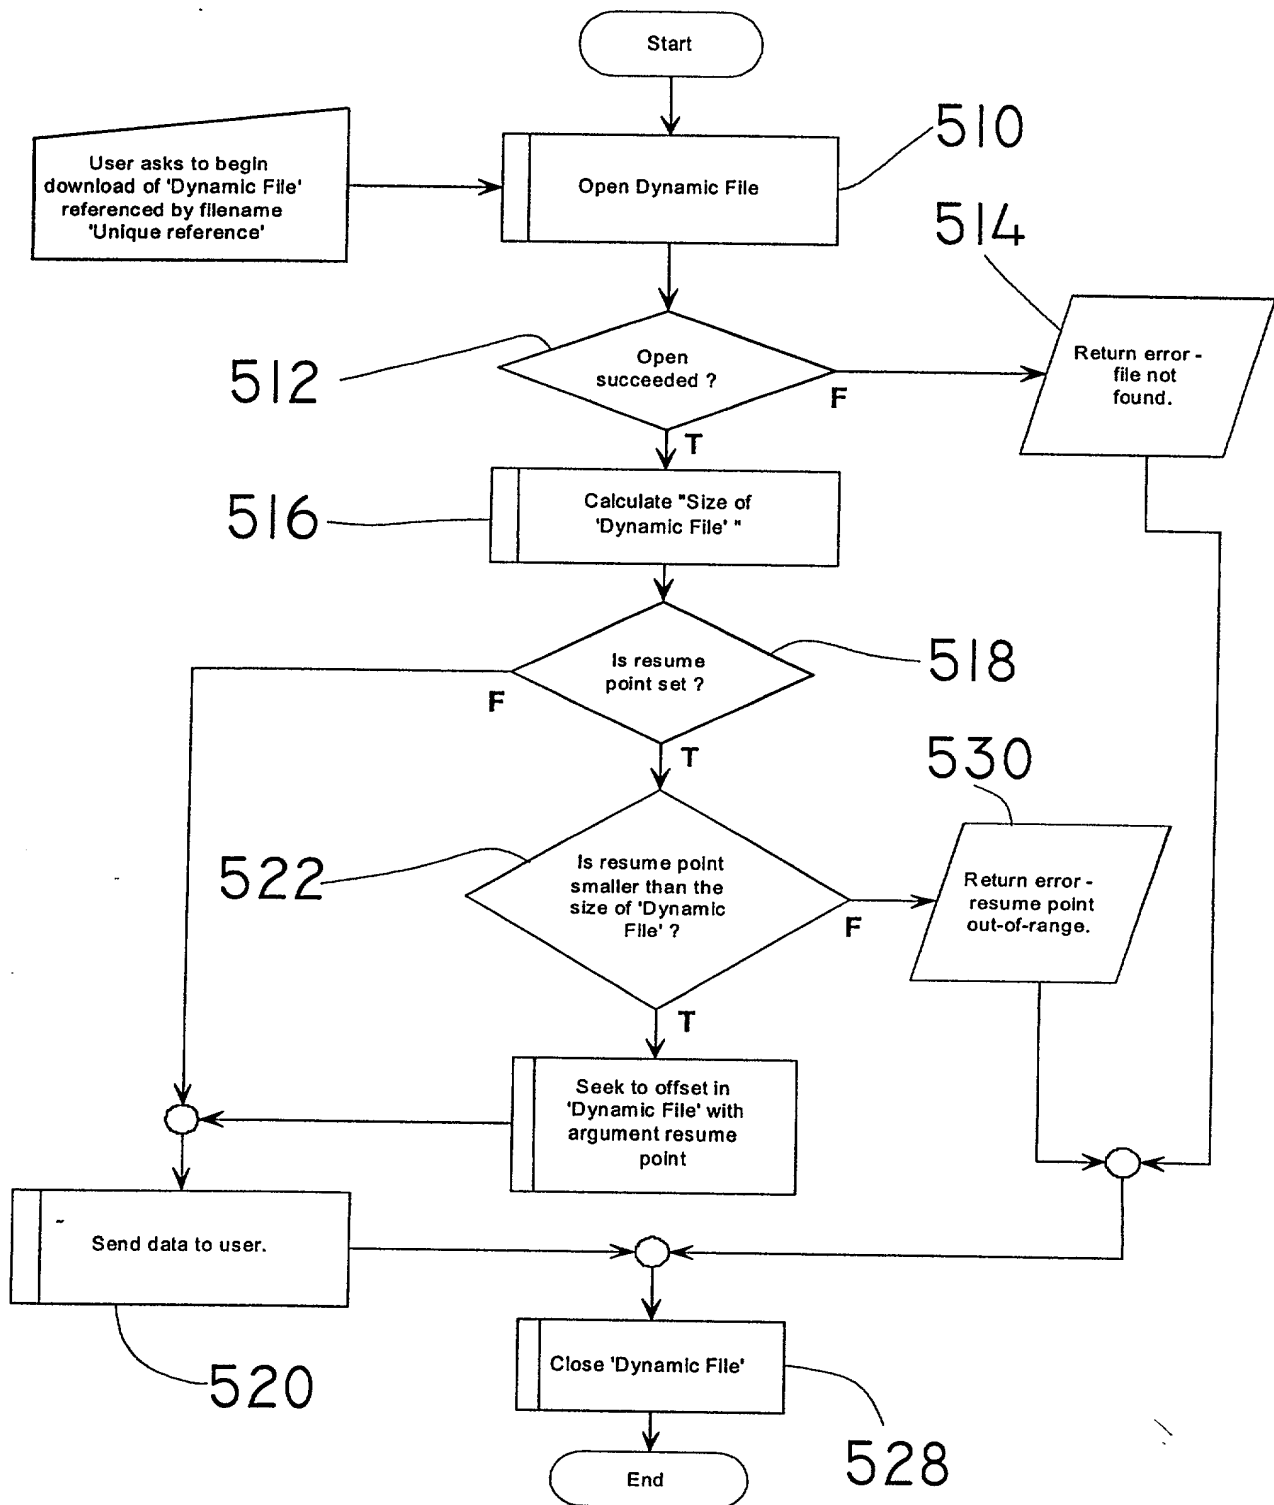 Start
510
User asks to begin
download of 'Dynamic File'
referenced by filename
'Unique reference'
Open Dynamic File
514
512
Open
succeeded ?
F
Return error -
file not
found.
T
516
Calculate "Size of
'Dynamic File' "
518
Is resume
point set ?
F
T
530
522
Is resume point
smaller than the
size of 'Dynamic
File' ?
F
Return error -
resume point
out-of-range.
T
Seek to offset in
'Dynamic File' with
argument resume
point
Send data to user.
520
Close 'Dynamic File'
528
End